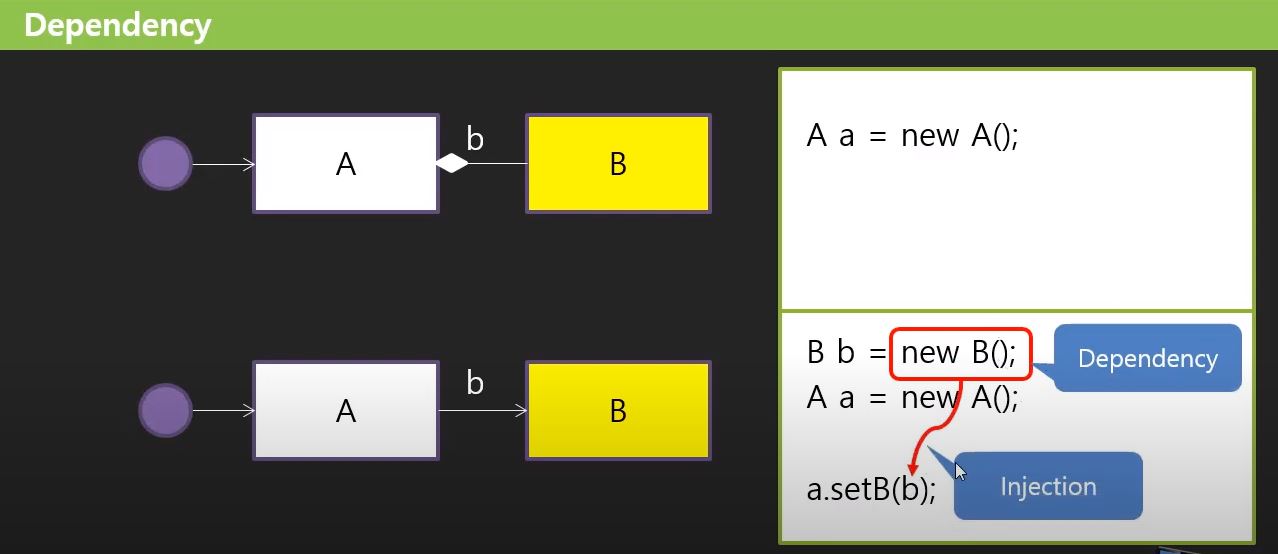 Dependency
A
b
B
A a = new A();
A
b
B
B b = new B();
Dependency
A a = new A();
a.setB(b);
Injection